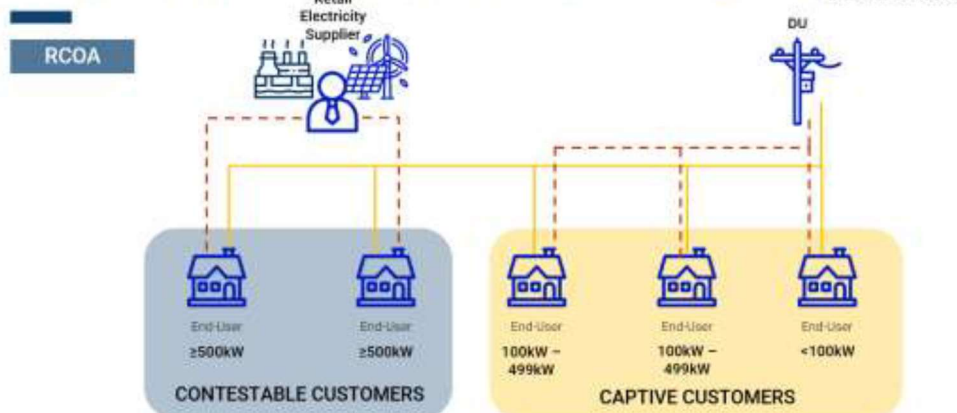 Retail
Electricity
Supplier
DU
RCOA
End-User
≥500kW
End-User
≥500kW
End-User
100kW –
499kW
End-User
100kW –
499kW
End-User
<100kW
CONTESTABLE CUSTOMERS
CAPTIVE CUSTOMERS